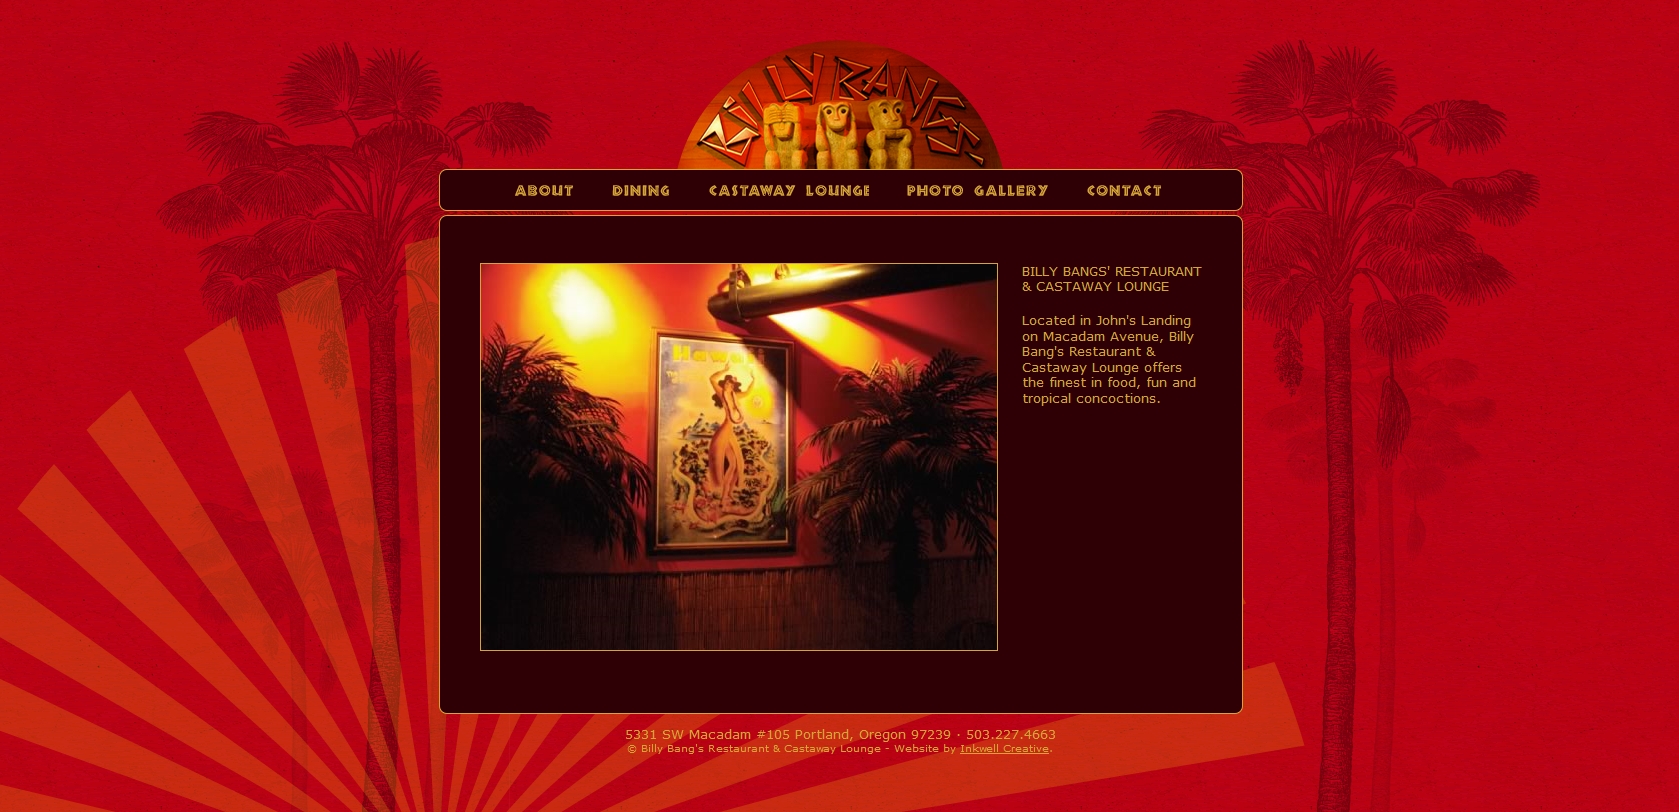 BILLY BANGS'
ABOUT DINING CASTAWAY LOUNGE PHOTO GALLERY CONTACT
Hawaii
BILLY BANGS' RESTAURANT
& CASTAWAY LOUNGE
Located in John's Landing
on Macadam Avenue, Billy
Bang's Restaurant &
Castaway Lounge offers
the finest in food, fun and
tropical concoctions.
5331 SW Macadam #105 Portland, Oregon 97239 · 503.227.4663
© Billy Bang's Restaurant & Castaway Lounge - Website by Inkwell Creative.